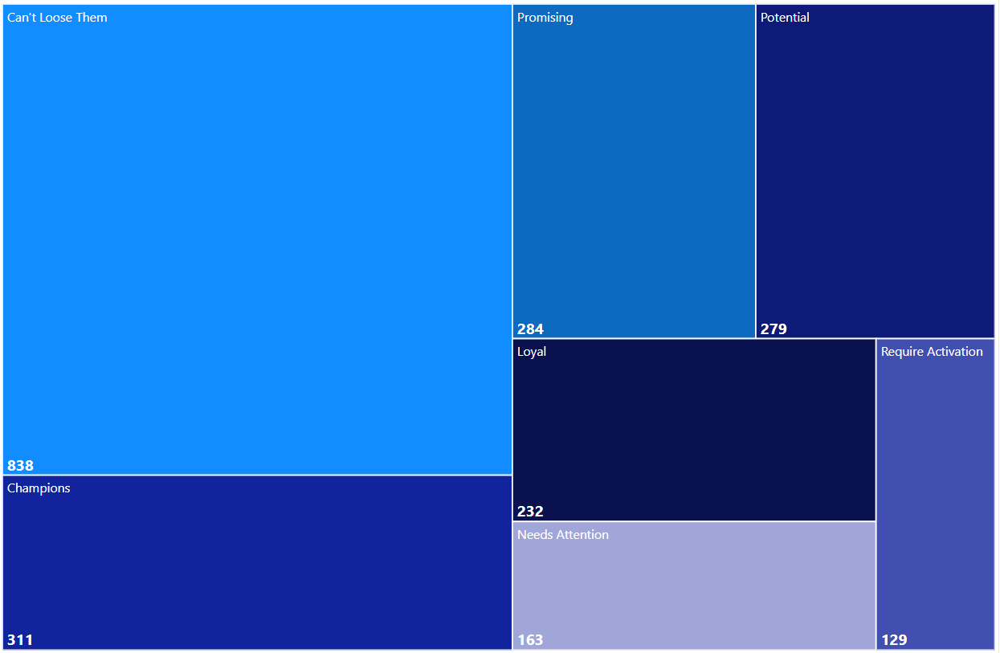 Can't Loose Them
838
Champions
311
Promising
284
Potential
279
Loyal
232
Needs Attention
163
Require Activation
129